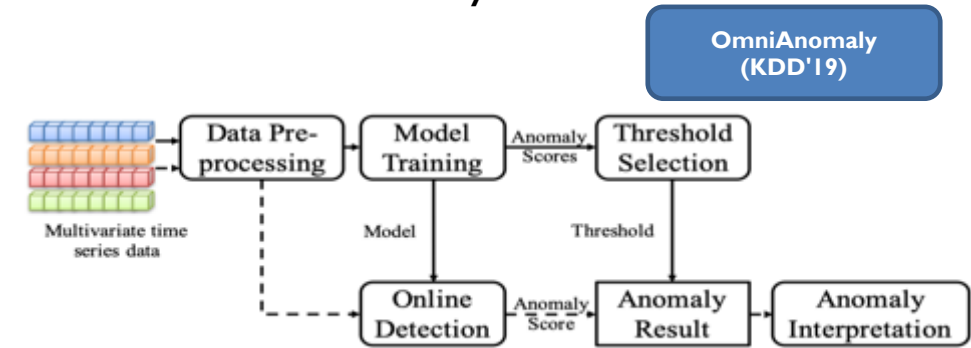 OmniAnomaly
(KDD'19)
Data Pre-
processing
Model
Training
Anomaly
Scores
Threshold
Selection
Multivariate time
series data
Model
Threshold
Online
Detection
Anomaly
Score
Anomaly
Result
Anomaly
Interpretation